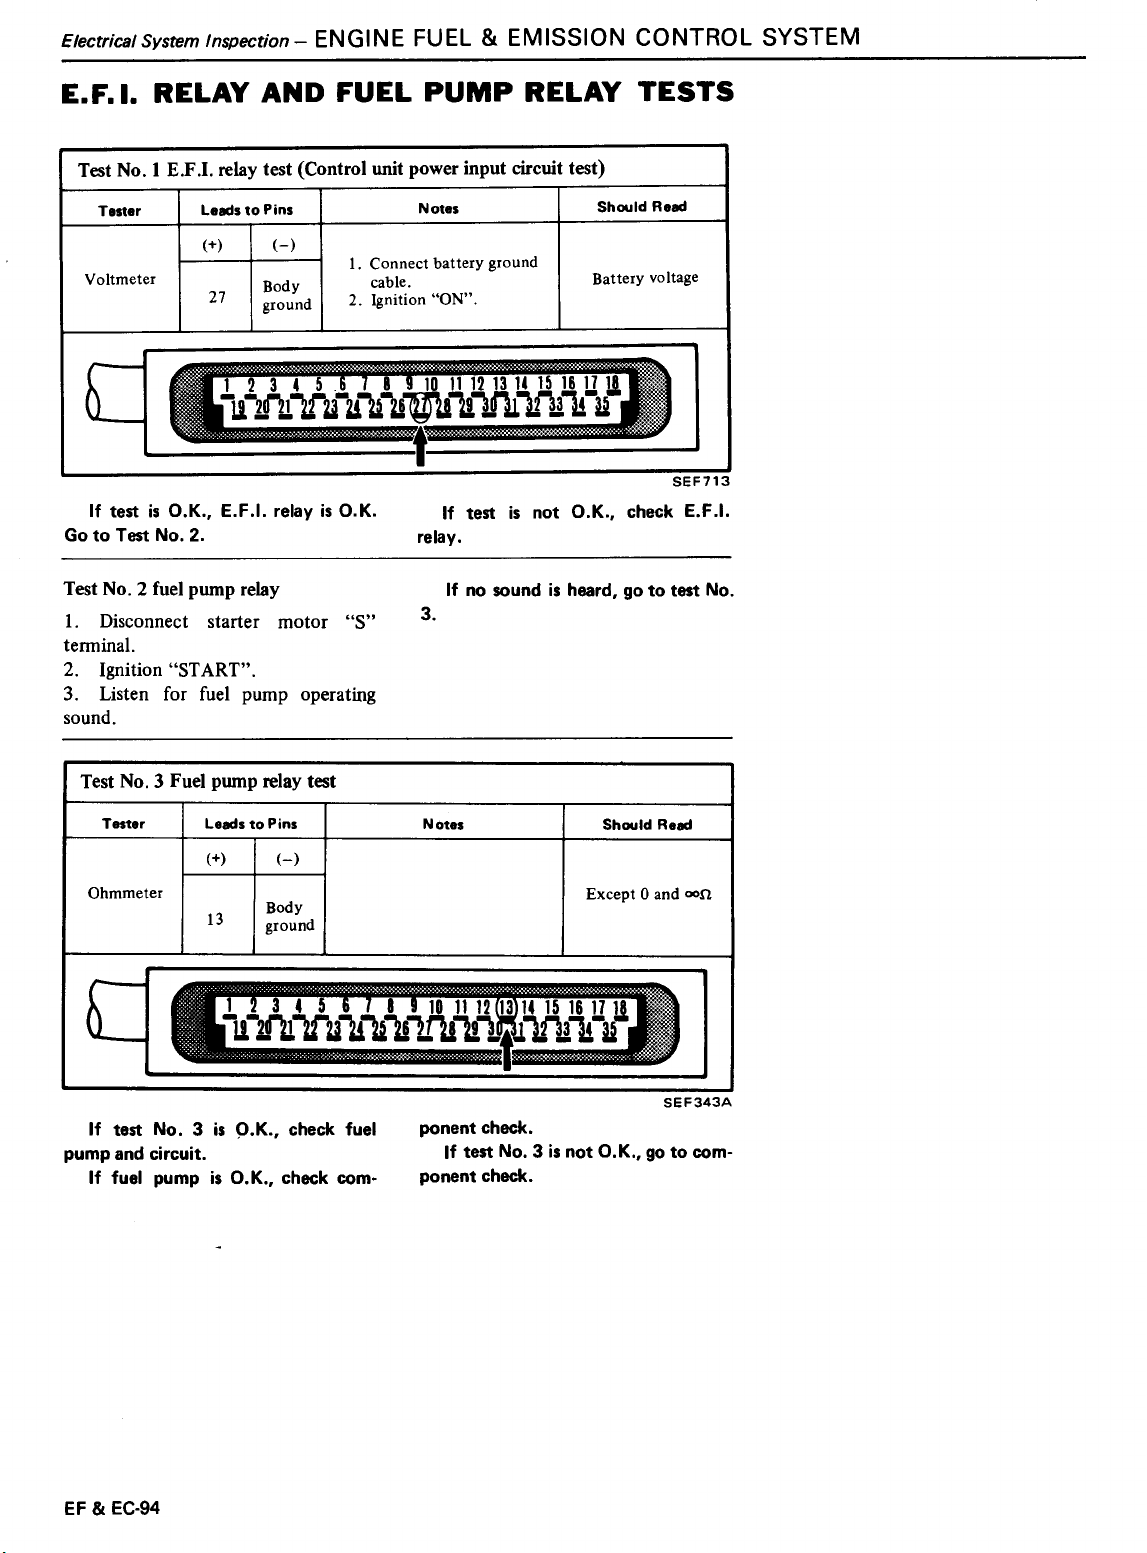 Electrical System Inspection – ENGINE FUEL & EMISSION CONTROL SYSTEM
E.F.I. RELAY AND FUEL PUMP RELAY TESTS
Test No. 1 E.F.I. relay test (Control unit power input circuit test)
Tester Leads to Pins Notes Should Read
(+) (–)
Voltmeter
27
Body
ground
1. Connect battery ground
cable.
2. Ignition “ON”.
Battery voltage
1 2 3 4 5 6 7 8 9 10 11 12 13 14 15 16 17 18
19 20 21 22 23 24 25 26 27 28 29 30 31 32 33 34 35
SEF713
If test is O.K., E.F.I. relay is O.K.
Go to Test No. 2.
If test is not O.K., check E.F.I.
relay.
Test No. 2 fuel pump relay
1. Disconnect starter motor “S”
terminal.
2. Ignition “START”.
3. Listen for fuel pump operating
sound.
If no sound is heard, go to test No.
3.
Test No. 3 Fuel pump relay test
Tester Leads to Pins Notes Should Read
(+) (–)
Ohmmeter
13
Body
ground
Except 0 and ∞Ω
1 2 3 4 5 6 7 8 9 10 11 12 13 14 15 16 17 18
19 20 21 22 23 24 25 26 27 28 29 30 31 32 33 34 35
SEF343A
If test No. 3 is O.K., check fuel
pump and circuit.
If fuel pump is O.K., check com-
ponent check.
If test No. 3 is not O.K., go to com-
ponent check.
EF & EC-94